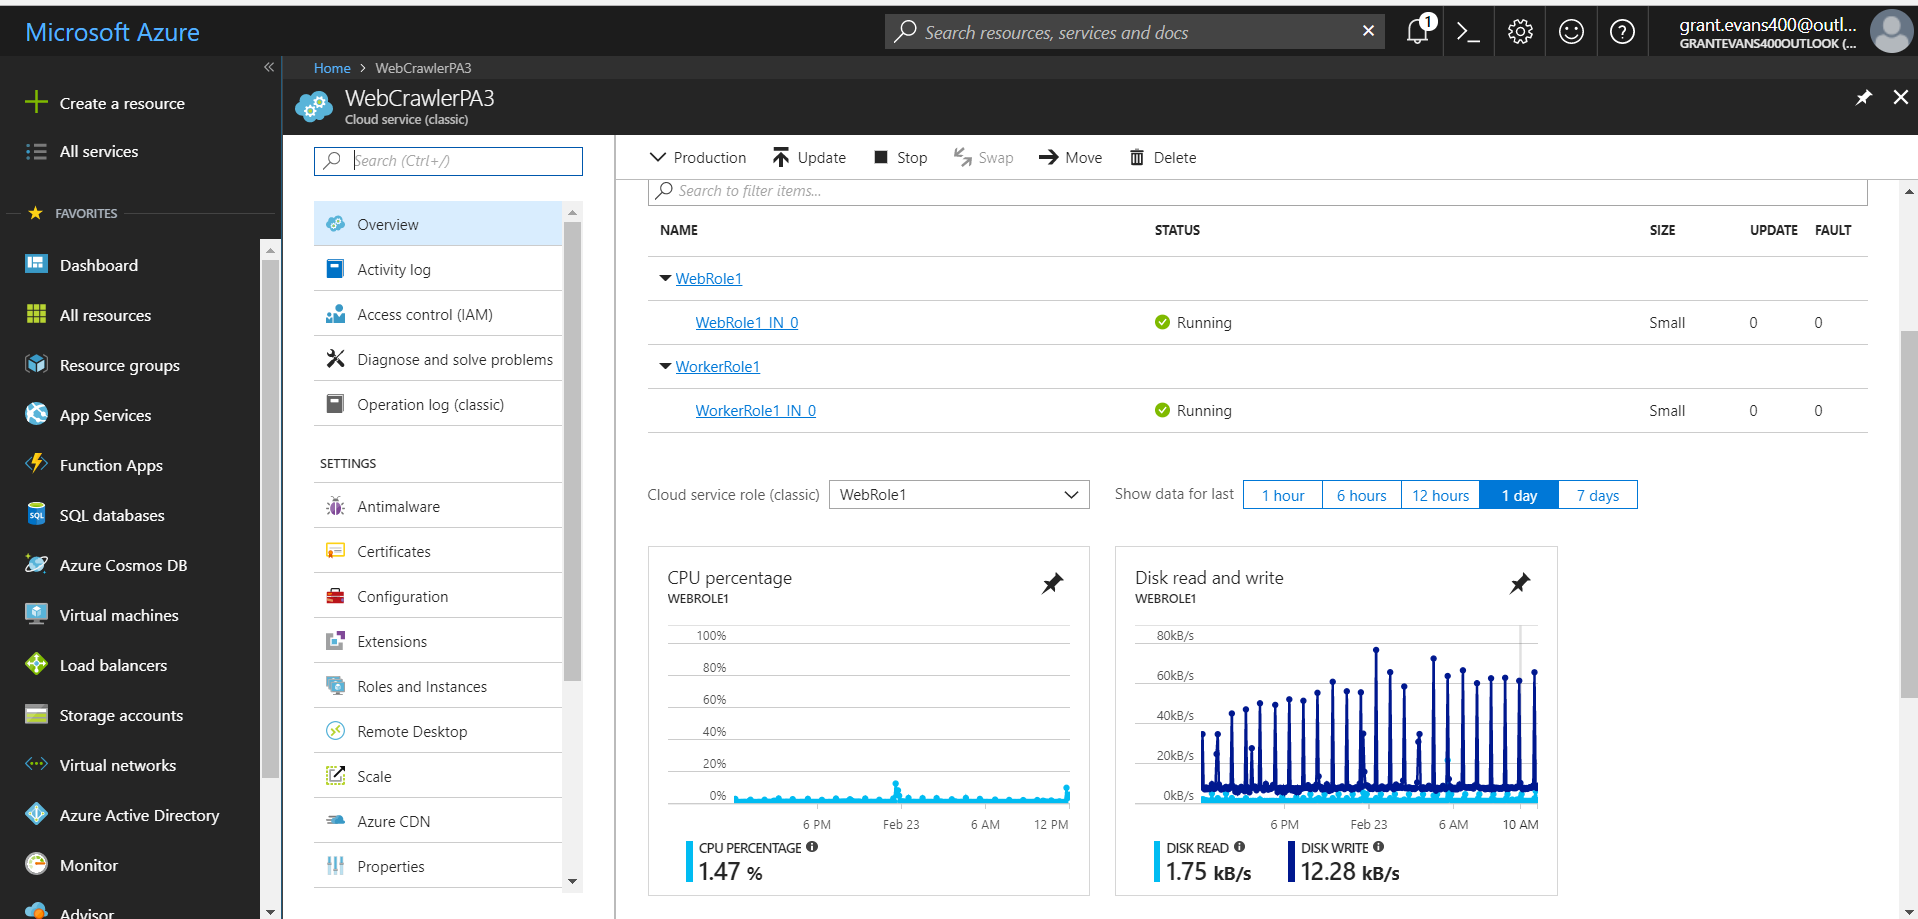 Microsoft Azure
Search resources, services and docs
1
grant.evans400@outl...
GRANTEVANS400OUTLOOK (...
Home > WebCrawlerPA3
WebCrawlerPA3
Cloud service (classic)
Create a resource
All services
FAVORITES
Dashboard
All resources
Resource groups
App Services
Function Apps
SQL databases
Azure Cosmos DB
Virtual machines
Load balancers
Storage accounts
Virtual networks
Azure Active Directory
Monitor
Advisor
Search (Ctrl+/)
Overview
Activity log
Access control (IAM)
Diagnose and solve problems
Operation log (classic)
SETTINGS
Antimalware
Certificates
Configuration
Extensions
Roles and Instances
Remote Desktop
Scale
Azure CDN
Properties
Production Update Stop Swap Move Delete
Search to filter items...
NAME STATUS SIZE UPDATE FAULT
WebRole1
WebRole1_IN_0 Running Small 0 0
WorkerRole1
WorkerRole1_IN_0 Running Small 0 0
Cloud service role (classic) WebRole1 Show data for last 1 hour 6 hours 12 hours 1 day 7 days
CPU percentage
WEBROLE1
100%
80%
60%
40%
20%
0%
6 PM Feb 23 6 AM 12 PM
CPU PERCENTAGE
1.47 %
Disk read and write
WEBROLE1
80kB/s
60kB/s
40kB/s
20kB/s
0kB/s
6 PM Feb 23 6 AM 10 AM
DISK READ DISK WRITE
1.75 kB/s 12.28 kB/s